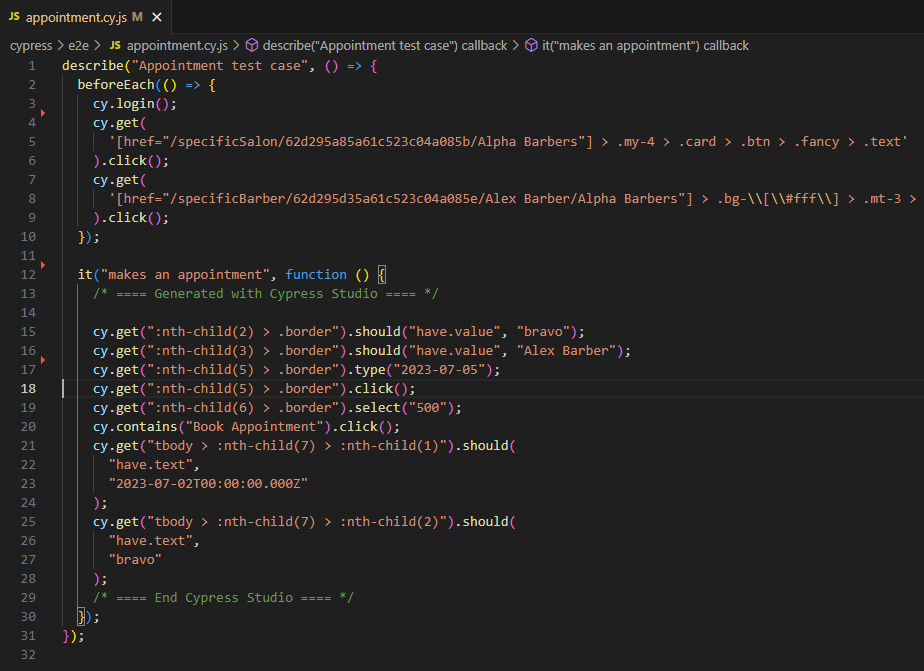 JS appointment.cy.js M ×
cypress > e2e > JS appointment.cy.js > describe("Appointment test case") callback > it("makes an appointment") callback
1 describe("Appointment test case", () => {
2   beforeEach(() => {
3     cy.login();
4     cy.get(
5       '[href="/specificSalon/62d295a85a61c523c04a085b/Alpha Barbers"] > .my-4 > .card > .btn > .fancy > .text'
6     ).click();
7     cy.get(
8       '[href="/specificBarber/62d295d35a61c523c04a085e/Alex Barber/Alpha Barbers"] > .bg-\\[\\#fff\\] > .mt-3 >
9     ).click();
10   });
11
12   it("makes an appointment", function () {
13     /* ==== Generated with Cypress Studio ==== */
14
15     cy.get(":nth-child(2) > .border").should("have.value", "bravo");
16     cy.get(":nth-child(3) > .border").should("have.value", "Alex Barber");
17     cy.get(":nth-child(5) > .border").type("2023-07-05");
18     cy.get(":nth-child(5) > .border").click();
19     cy.get(":nth-child(6) > .border").select("500");
20     cy.contains("Book Appointment").click();
21     cy.get("tbody > :nth-child(7) > :nth-child(1)").should(
22       "have.text",
23       "2023-07-02T00:00:00.000Z"
24     );
25     cy.get("tbody > :nth-child(7) > :nth-child(2)").should(
26       "have.text",
27       "bravo"
28     );
29     /* ==== End Cypress Studio ==== */
30   });
31 });
32